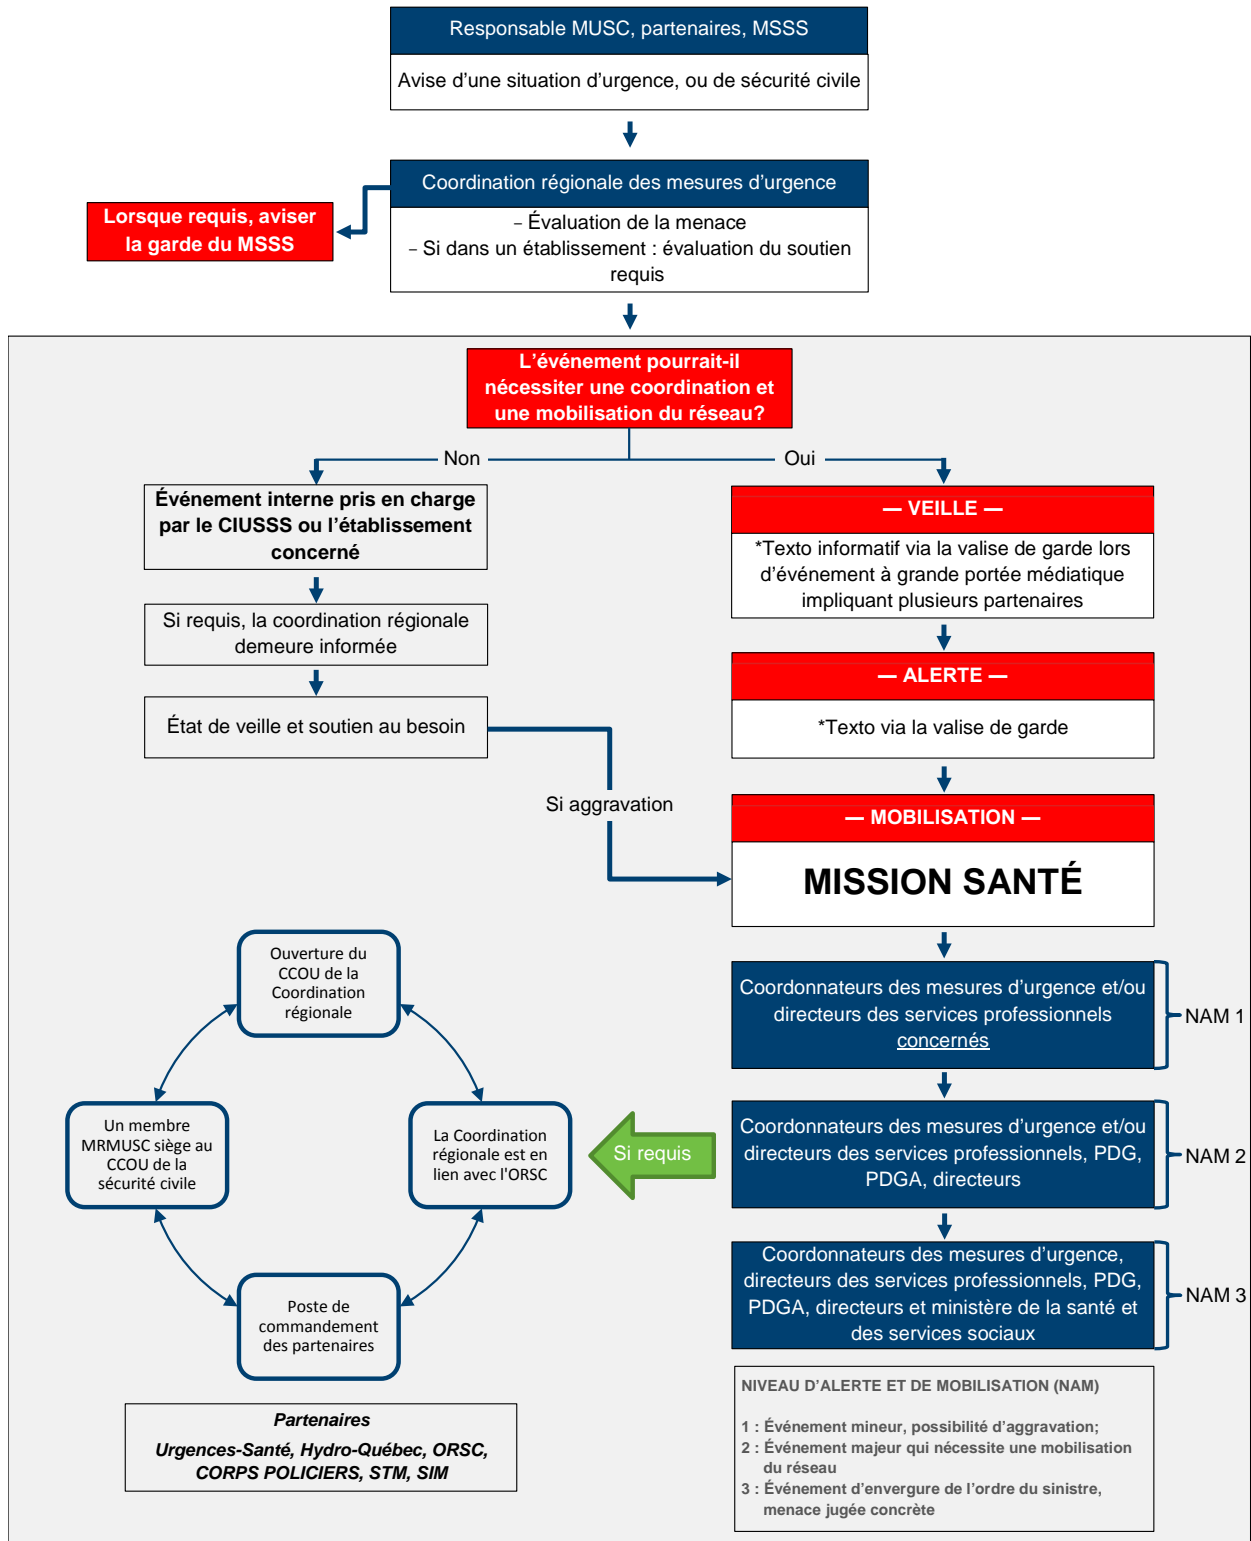 Responsable MUSC, partenaires, MSSS
Avise d’une situation d’urgence, ou de sécurité civile
Coordination régionale des mesures d’urgence
– Évaluation de la menace
– Si dans un établissement : évaluation du soutien
requis
Lorsque requis, aviser
la garde du MSSS
L’événement pourrait-il
nécessiter une coordination et
une mobilisation du réseau?
Non
Oui
Événement interne pris en charge
par le CIUSSS ou l’établissement
concerné
Si requis, la coordination régionale
demeure informée
État de veille et soutien au besoin
Si aggravation
— VEILLE —
*Texto informatif via la valise de garde lors
d’événement à grande portée médiatique
impliquant plusieurs partenaires
— ALERTE —
*Texto via la valise de garde
— MOBILISATION —
MISSION SANTÉ
Coordonnateurs des mesures d’urgence et/ou
directeurs des services professionnels
concernés
NAM 1
Coordonnateurs des mesures d’urgence et/ou
directeurs des services professionnels, PDG,
PDGA, directeurs
NAM 2
Si requis
Coordonnateurs des mesures d’urgence,
directeurs des services professionnels, PDG,
PDGA, directeurs et ministère de la santé et
des services sociaux
NAM 3
Ouverture du
CCOU de la
Coordination
régionale
La Coordination
régionale est en
lien avec l'ORSC
Poste de
commandement
des partenaires
Un membre
MRMUSC siège au
CCOU de la
sécurité civile
Partenaires
Urgences-Santé, Hydro-Québec, ORSC,
CORPS POLICIERS, STM, SIM
NIVEAU D’ALERTE ET DE MOBILISATION (NAM)
1 : Événement mineur, possibilité d’aggravation;
2 : Événement majeur qui nécessite une mobilisation
du réseau
3 : Événement d’envergure de l’ordre du sinistre,
menace jugée concrète